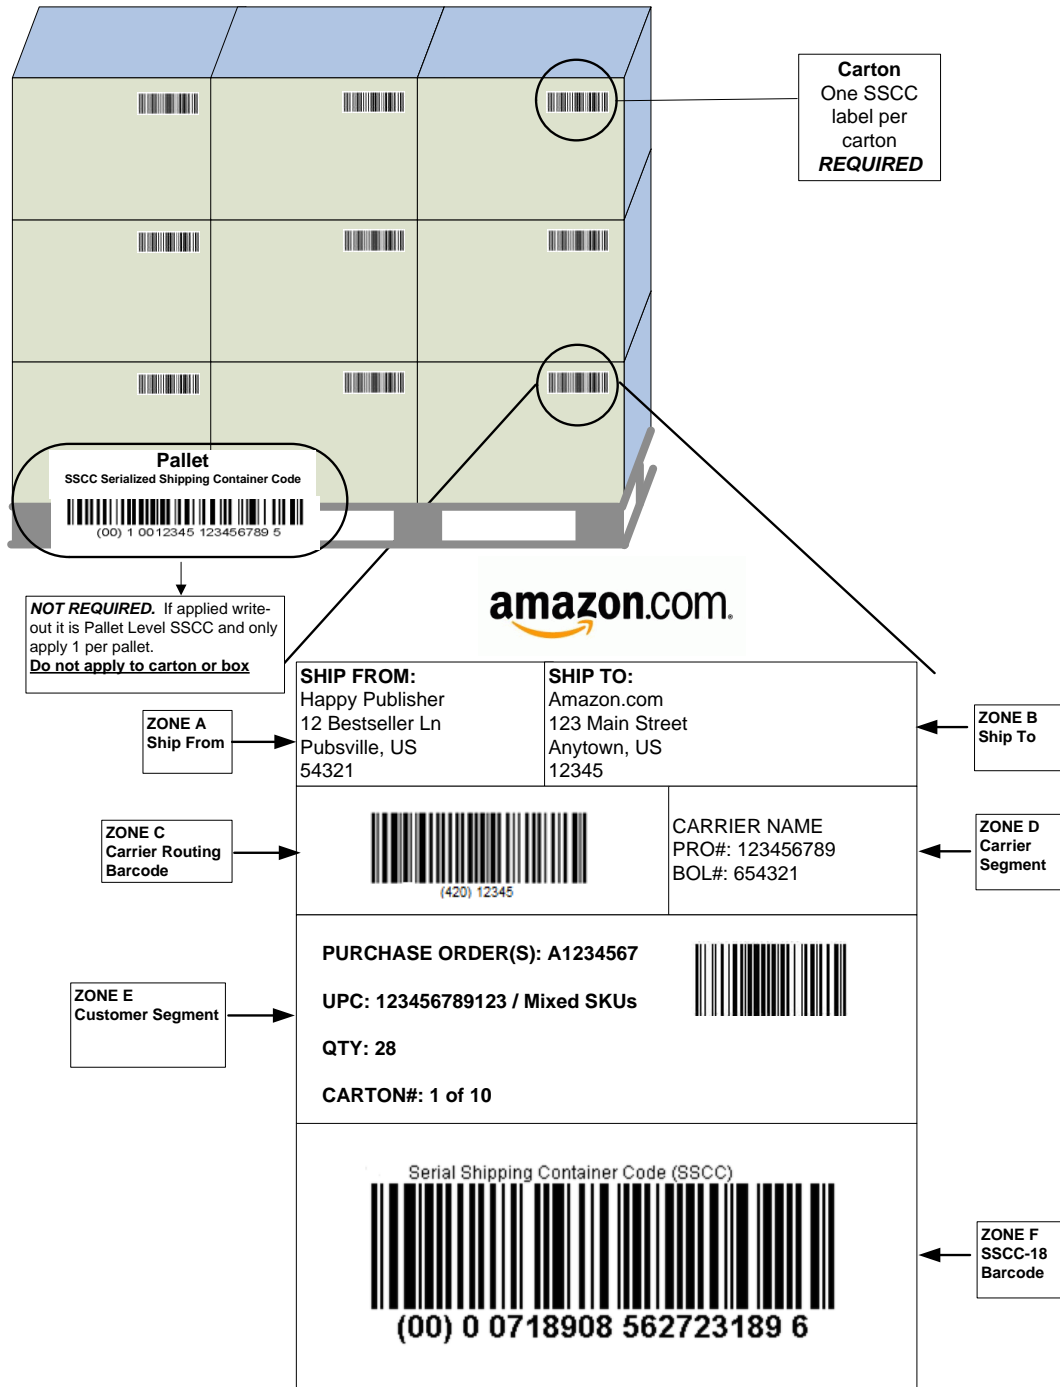 Carton
One SSCC
label per
carton
REQUIRED
Pallet
SSCC Serialized Shipping Container Code
(00) 1 0012345 123456789 5
NOT REQUIRED. If applied write-
out it is Pallet Level SSCC and only
apply 1 per pallet.
Do not apply to carton or box
amazon.com.
SHIP FROM:
Happy Publisher
12 Bestseller Ln
Pubsville, US
54321
SHIP TO:
Amazon.com
123 Main Street
Anytown, US
12345
ZONE A
Ship From
ZONE B
Ship To
ZONE C
Carrier Routing
Barcode
(420) 12345
CARRIER NAME
PRO#: 123456789
BOL#: 654321
ZONE D
Carrier
Segment
ZONE E
Customer Segment
PURCHASE ORDER(S): A1234567
UPC: 123456789123 / Mixed SKUs
QTY: 28
CARTON#: 1 of 10
Serial Shipping Container Code (SSCC)
(00) 0 0718908 562723189 6
ZONE F
SSCC-18
Barcode